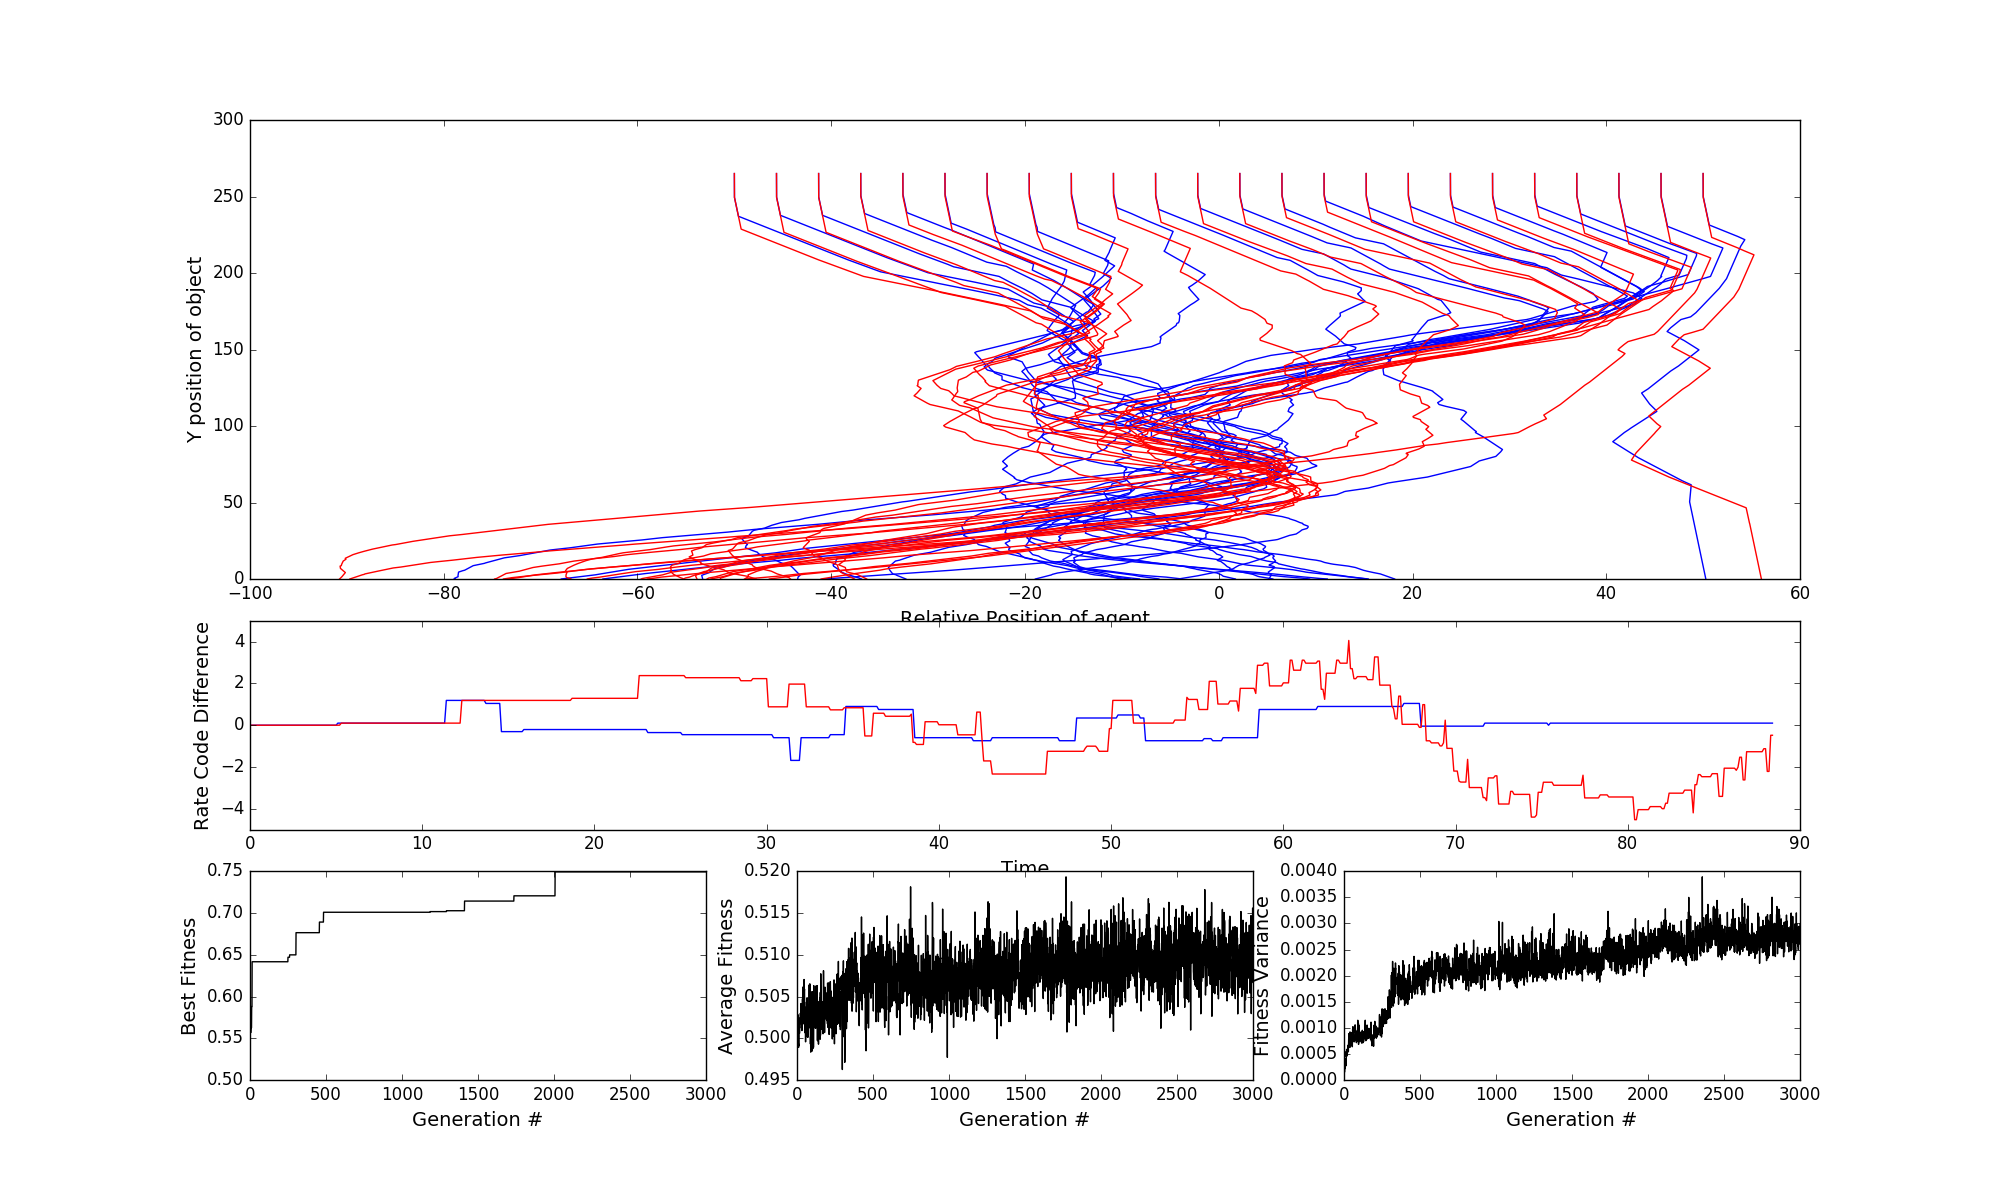 300
250
200
150
100
50
0
Y position of object
−100 −80 −60 −40 −20 0 20 40 60
Relative Position of agent
4
2
0
−2
−4
Rate Code Difference
0 10 20 30 40 50 60 70 80 90
Time
0.75
0.70
0.65
0.60
0.55
0.50
Best Fitness
0 500 1000 1500 2000 2500 3000
Generation #
0.520
0.515
0.510
0.505
0.500
0.495
Average Fitness
0 500 1000 1500 2000 2500 3000
Generation #
0.0040
0.0035
0.0030
0.0025
0.0020
0.0015
0.0010
0.0005
0.0000
Fitness Variance
0 500 1000 1500 2000 2500 3000
Generation #